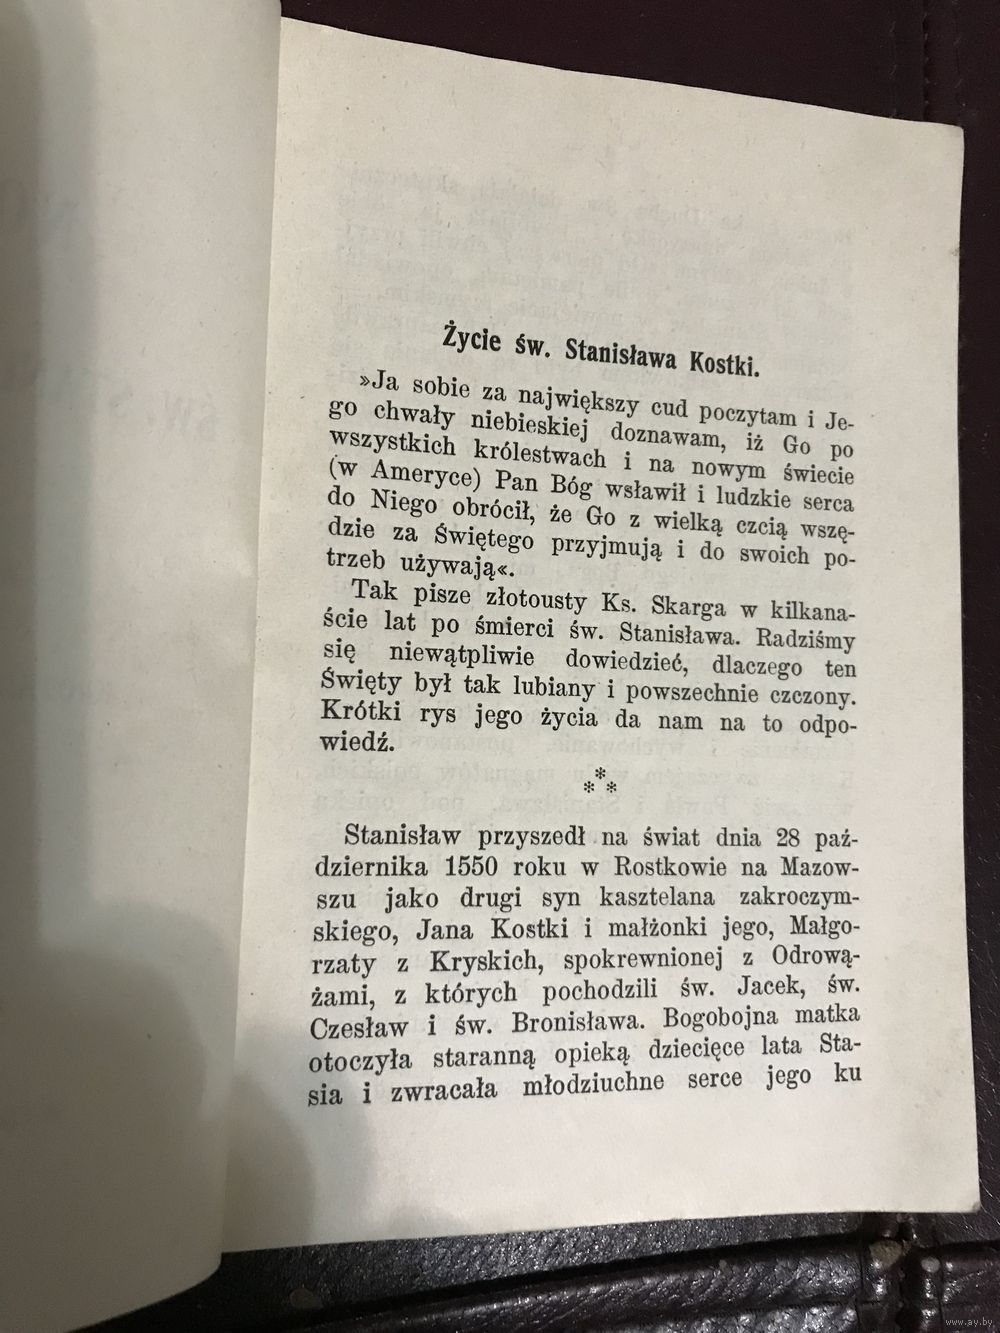 Życie św. Stanisława Kostki.
»Ja sobie za największy cud poczytam i Je-
go chwały niebieskiej doznawam, iż Go po
wszystkich królestwach i na nowym świecie
(w Ameryce) Pan Bóg wsławił i ludzkie serca
do Niego obrócił, że Go z wielką czcią wszę-
dzie za Świętego przyjmują i do swoich po-
trzeb używają«.
Tak pisze złotousty Ks. Skarga w kilkana-
ście lat po śmierci św. Stanisława. Radziśmy
się niewątpliwie dowiedzieć, dlaczego ten
Święty był tak lubiany i powszechnie czczony.
Krótki rys jego życia da nam na to odpo-
wiedź.
* * *
Stanisław przyszedł na świat dnia 28 paź-
dziernika 1550 roku w Rostkowie na Mazow-
szu jako drugi syn kasztelana zakroczym-
skiego, Jana Kostki i małżonki jego, Małgo-
rzaty z Kryskich, spokrewnionej z Odrową-
żami, z których pochodzili św. Jacek, św.
Czesław i św. Bronisława. Bogobojna matka
otoczyła staranną opieką dziecięce lata Sta-
sia i zwracała młodziuchne serce jego ku
www.ay.by